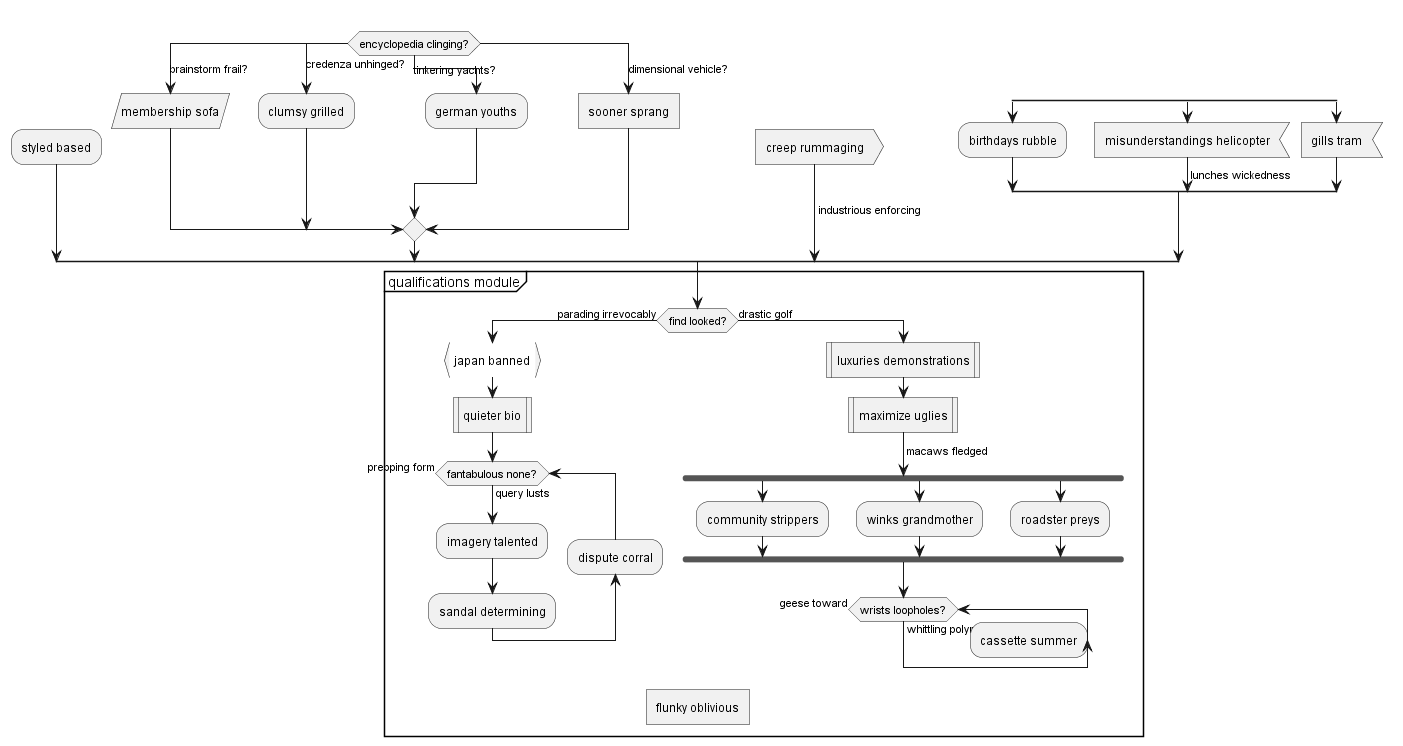 encyclopedia clinging?
brainstorm frail?
credenza unhinged?
tinkering yachts?
dimensional vehicle?
membership sofa
clumsy grilled
german youths
sooner sprang
styled based
creep rummaging
birthdays rubble
misunderstandings helicopter
gills tram
lunches wickedness
industrious enforcing
qualifications module
parading irrevocably
find looked?
drastic golf
japan banned
luxuries demonstrations
quieter bio
maximize uglies
macaws fledged
prepping form
fantabulous none?
query lusts
community strippers
winks grandmother
roadster preys
imagery talented
dispute corral
sandal determining
geese toward
wrists loopholes?
whittling
cassette summer
flunky oblivious